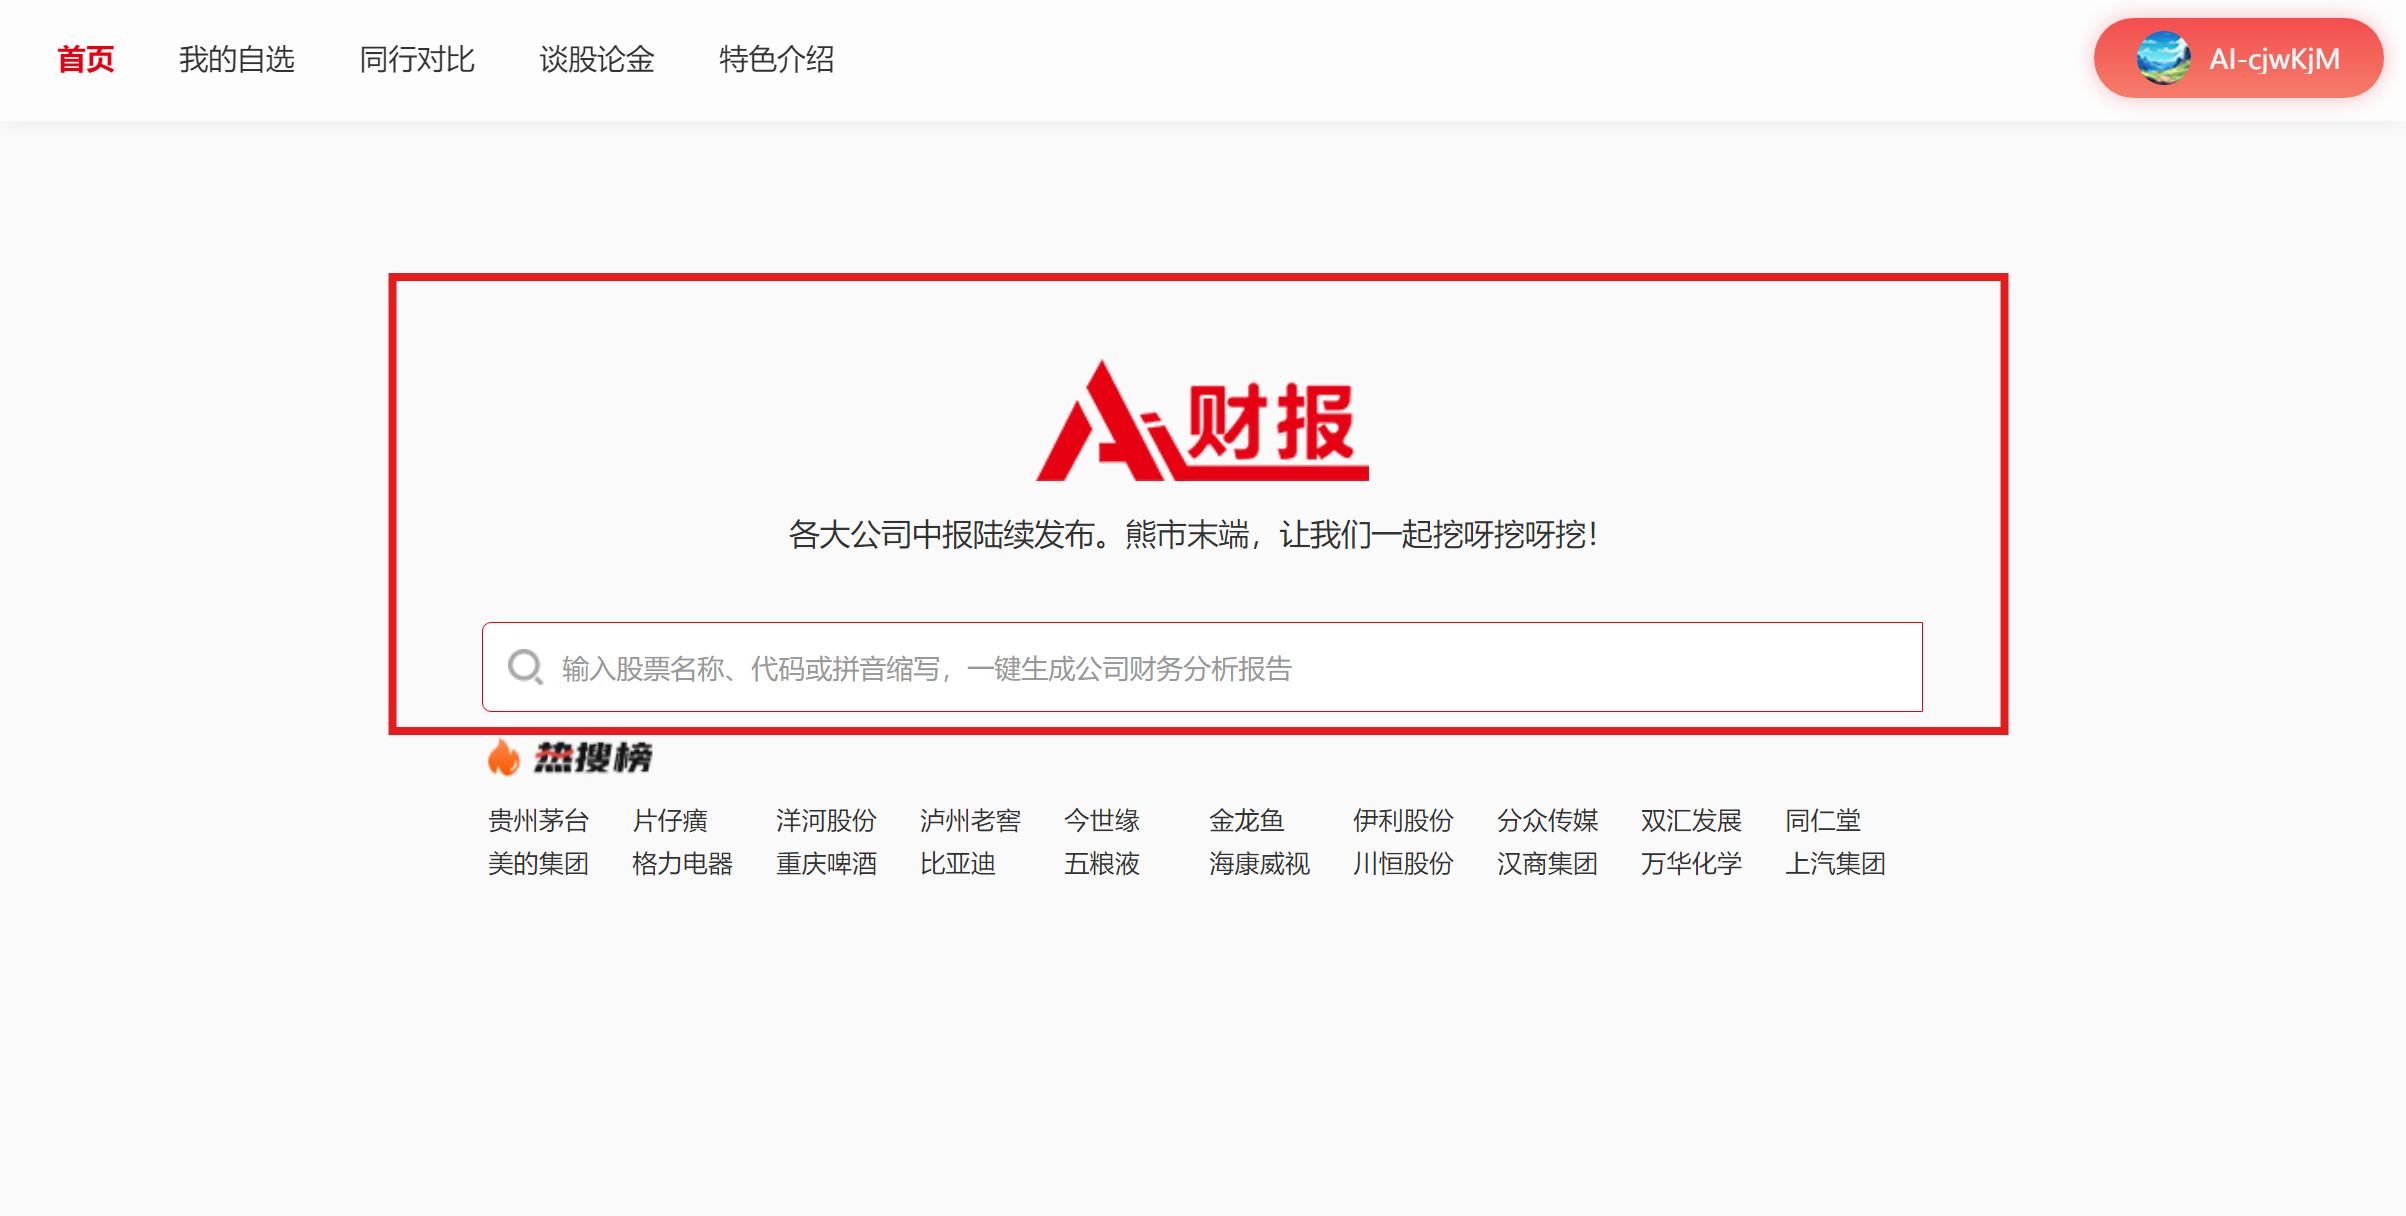 首页 我的自选 同行对比 谈股论金 特色介绍 AI-cjwKjM
Ai财报
各大公司中报陆续发布。熊市末端，让我们一起挖呀挖呀挖！
输入股票名称、代码或拼音缩写，一键生成公司财务分析报告
热搜榜
贵州茅台 片仔癀 洋河股份 泸州老窖 今世缘 金龙鱼 伊利股份 分众传媒 双汇发展 同仁堂
美的集团 格力电器 重庆啤酒 比亚迪 五粮液 海康威视 川恒股份 汉商集团 万华化学 上汽集团